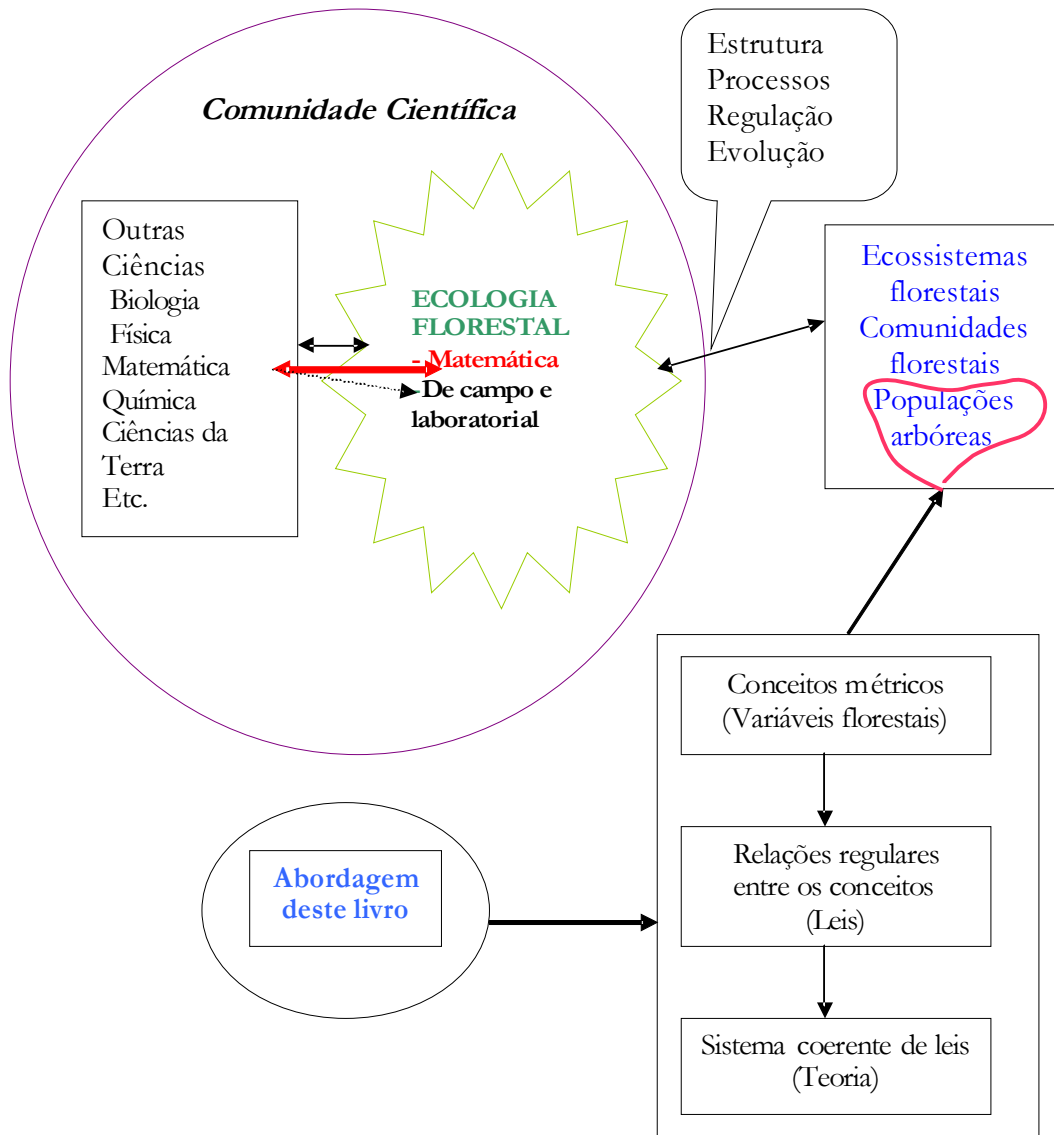 Comunidade Científica
Outras
Ciências
Biologia
Física
Matemática
Química
Ciências da
Terra
Etc.
ECOLOGIA
FLORESTAL
- Matemática
-De campo e
laboratorial
Estrutura
Processos
Regulação
Evolução
Ecossistemas
florestais
Comunidades
florestais
Populações
arbóreas
Conceitos métricos
(Variáveis florestais)
Relações regulares
entre os conceitos
(Leis)
Sistema coerente de leis
(Teoria)
Abordagem
deste livro